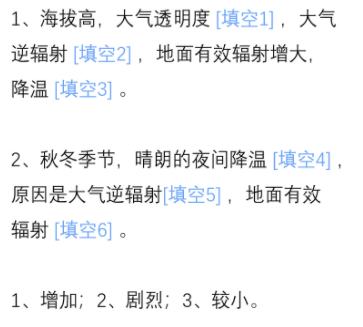 1、海拔高，大气透明度 [填空1] ，大气
逆辐射 [填空2] ，地面有效辐射增大，
降温 [填空3] 。
2、秋冬季节，晴朗的夜间降温 [填空4] ，
原因是大气逆辐射[填空5] ，地面有效
辐射 [填空6] 。
1、增加；2、剧烈；3、较小。